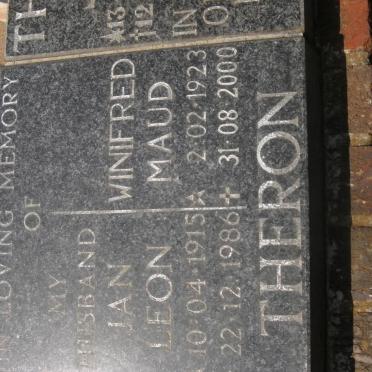 IN LOVING MEMORY
OF
MY
HUSBAND
JAN
LEON
10·04·1915
22·12·1986
WINIFRED
MAUD
☆ 2·02·1923
✝ 31·08·2000
THERON